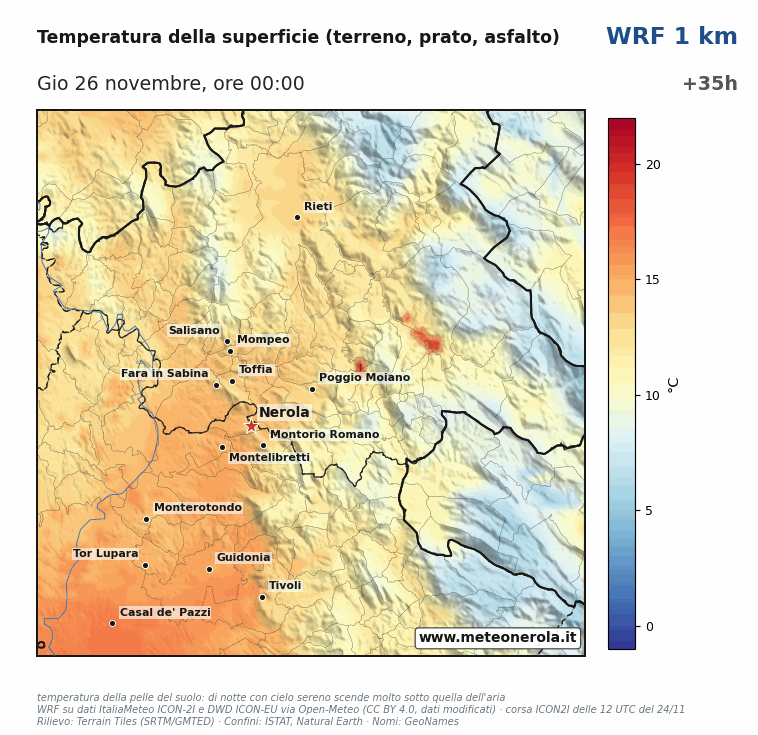 Temperatura della superficie (terreno, prato, asfalto)
WRF 1 km
Gio 26 novembre, ore 00:00
+35h
Rieti
Salisano
Mompeo
Toffia
Fara in Sabina
Poggio Moiano
Nerola
Montorio Romano
Montelibretti
Monterotondo
Tor Lupara
Guidonia
Tivoli
Casal de' Pazzi
www.meteonerola.it
20
15
10
5
0
°C
temperatura della pelle del suolo: di notte con cielo sereno scende molto sotto quella dell'aria
WRF su dati ItaliaMeteo ICON-2I e DWD ICON-EU via Open-Meteo (CC BY 4.0, dati modificati) · corsa ICON2I delle 12 UTC del 24/11
Rilievo: Terrain Tiles (SRTM/GMTED) · Confini: ISTAT, Natural Earth · Nomi: GeoNames